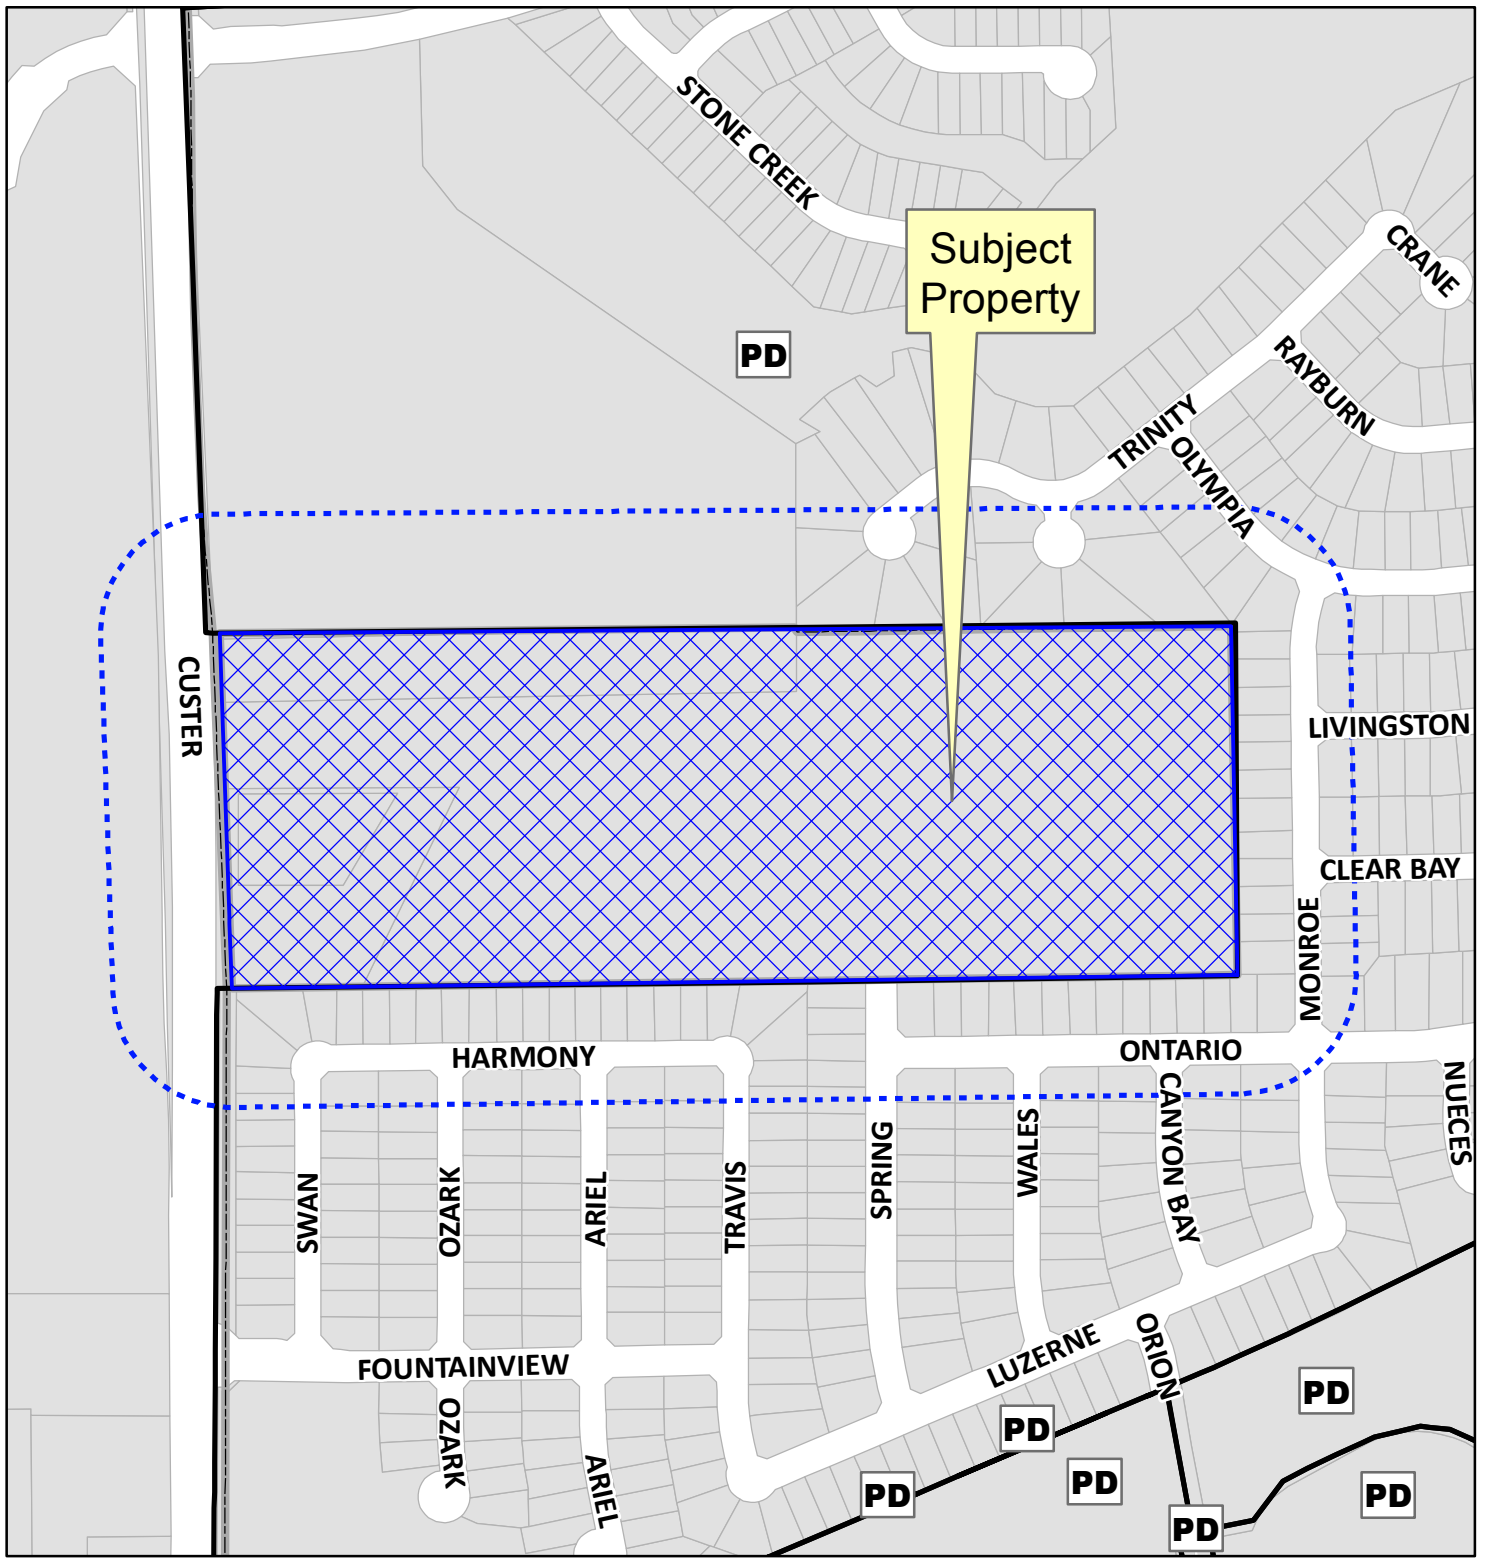 STONE CREEK
Subject
Property
CRANE
PD
RAYBURN
TRINITY
OLYMPIA
CUSTER
LIVINGSTON
CLEAR BAY
MONROE
HARMONY
ONTARIO
NUECES
CANYON BAY
WALES
SPRING
TRAVIS
ARIEL
OZARK
SWAN
LUZERNE
ORION
FOUNTAINVIEW
OZARK
ARIEL
PD
PD
PD
PD
PD
PD